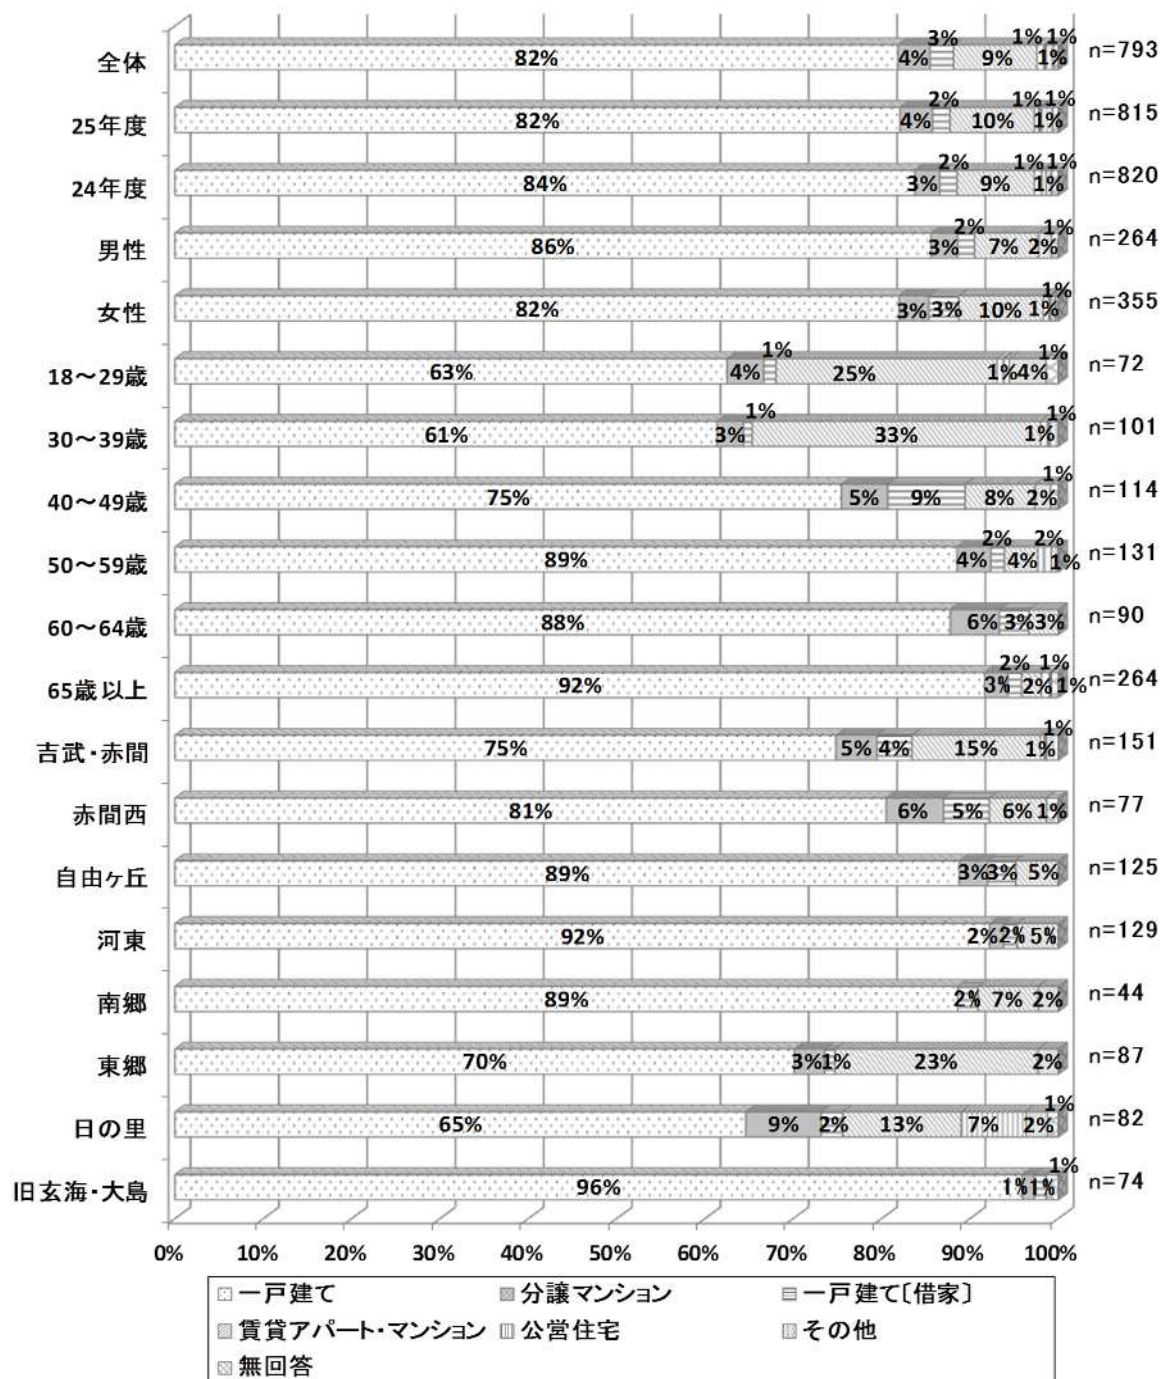 3% 1% 1%
全体 82% 4% 9% 1% n=793
2% 1% 1%
25年度 82% 4% 10% 1% n=815
2% 1% 1%
24年度 84% 3% 9% 1% n=820
2% 1%
男性 86% 3% 7% 2% n=264
1%
女性 82% 3% 3% 10% 1% n=355
1% 1%
18～29歳 63% 4% 25% 1% 4% n=72
1% 1%
30～39歳 61% 3% 33% 1% n=101
1%
40～49歳 75% 5% 9% 8% 2% n=114
2% 2%
50～59歳 89% 4% 4% 1% n=131
60～64歳 88% 6% 3% 3% n=90
2% 1%
65歳以上 92% 3% 2% 1% n=264
1%
吉武・赤間 75% 5% 4% 15% 1% n=151
赤間西 81% 6% 5% 6% 1% n=77
自由ヶ丘 89% 3% 3% 5% n=125
河東 92% 2% 2% 5% n=129
南郷 89% 2% 7% 2% n=44
東郷 70% 3% 1% 23% 2% n=87
1%
日の里 65% 9% 2% 13% 7% 2% n=82
1%
旧玄海・大島 96% 1% 1% n=74
0% 10% 20% 30% 40% 50% 60% 70% 80% 90% 100%
一戸建て 分譲マンション 一戸建て〔借家〕
賃貸アパート・マンション 公営住宅 その他
無回答